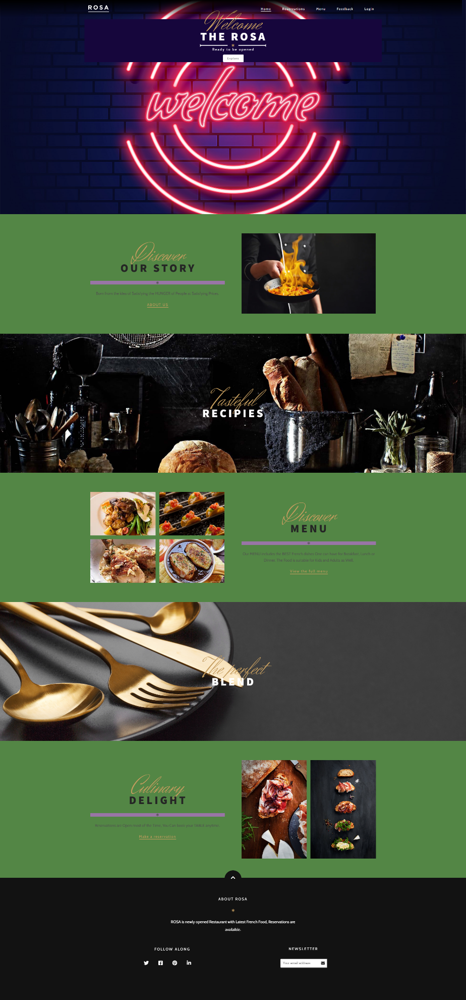 ROSA
Home Reservations Menu Feedback Login
Welcome
THE ROSA
Ready to be opened
Explore
welcome
Discover
OUR STORY
Born from the idea of Satisfying the HUNGER of People at Satisfying Prices.
ABOUT US
Tasteful
RECIPIES
Discover
MENU
Our MENU Includes the BEST French dishes One can have for Breakfast, Lunch or
Dinner. The Food is suitable for Kids and Adults as Well.
View the full menu
The perfect
BLEND
Culinary
DELIGHT
Reservations are Open most of the Time, You Can book your TABLE anytime.
Make a reservation
ABOUT ROSA
ROSA is newly opened Restaurant with Latest French Food, Reservations are
availaible.
FOLLOW ALONG
NEWSLETTER
Your email address